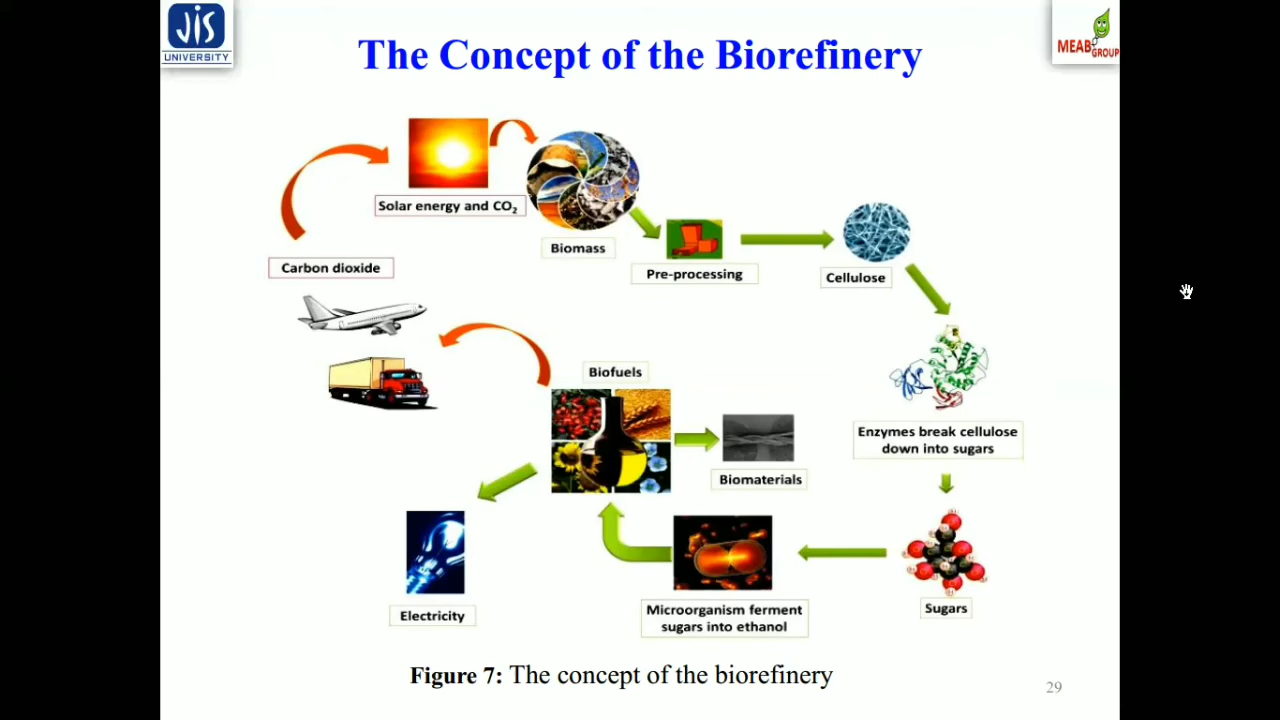 JIS
UNIVERSITY
The Concept of the Biorefinery
MEAB
GROUP
Solar energy and CO₂
Biomass
Pre-processing
Cellulose
Carbon dioxide
Biofuels
Enzymes break cellulose
down into sugars
Biomaterials
Electricity
Microorganism ferment
sugars into ethanol
Sugars
Figure 7: The concept of the biorefinery
29